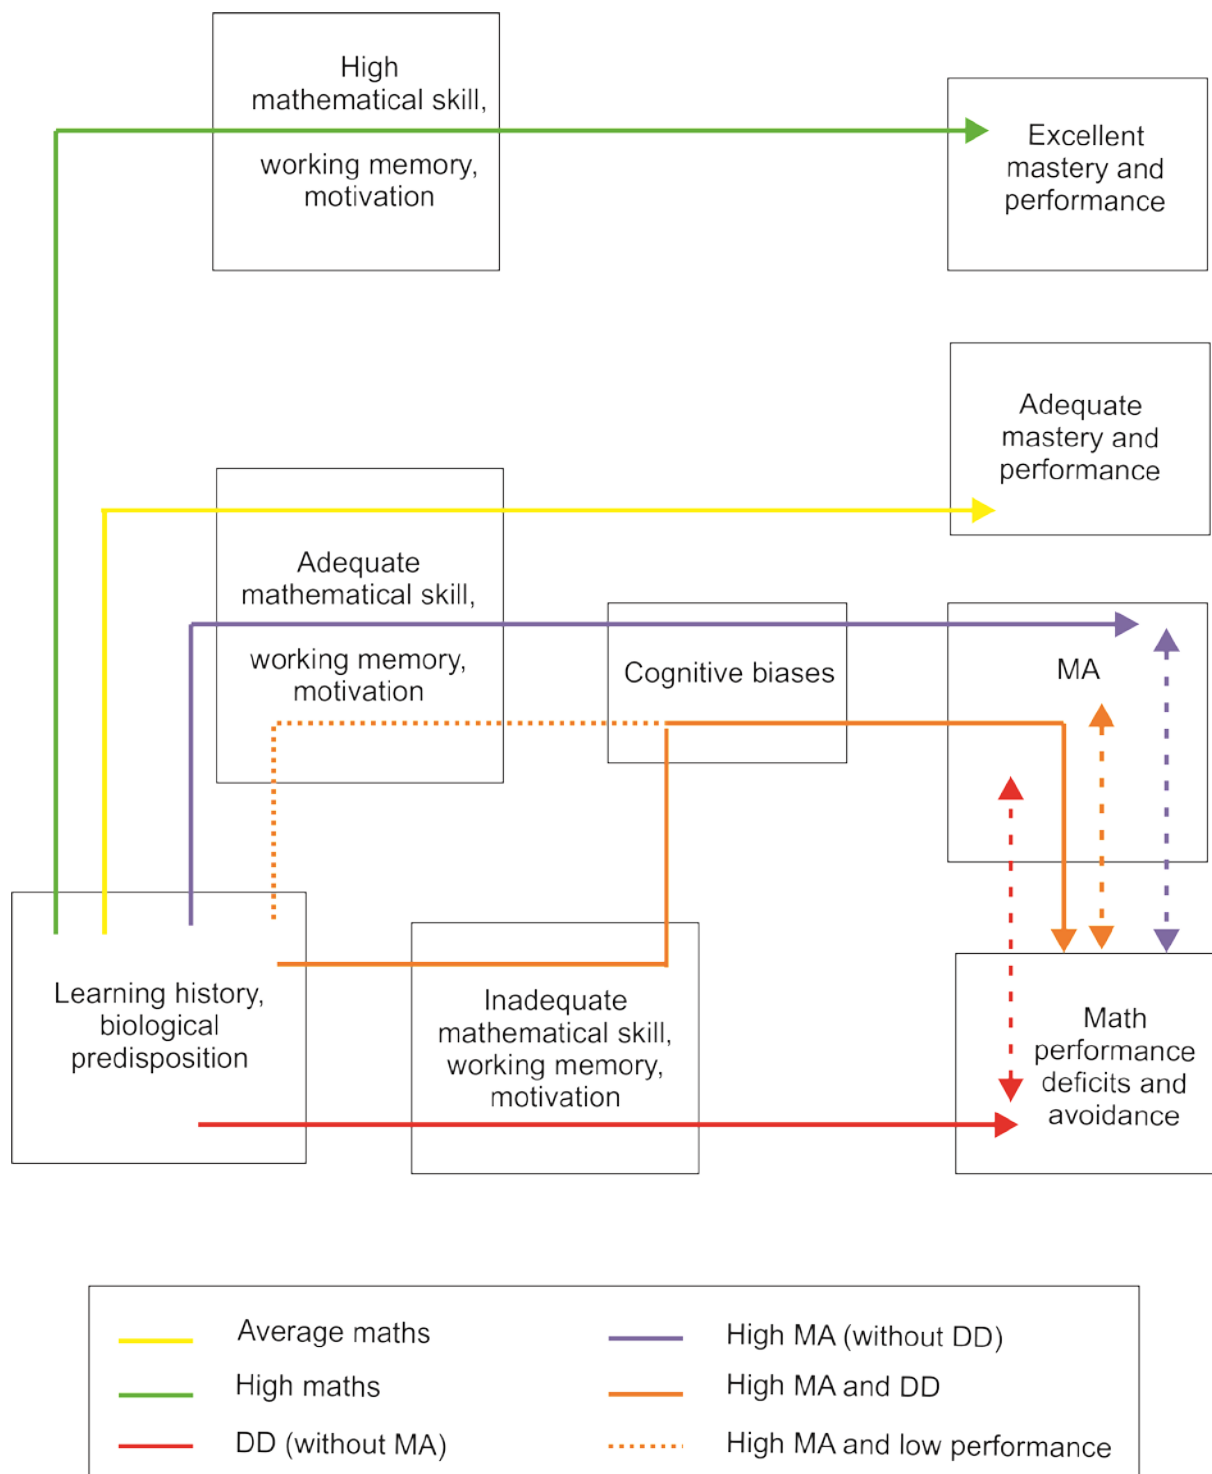 High
mathematical skill,
working memory,
motivation
Excellent
mastery and
performance
Adequate
mastery and
performance
Adequate
mathematical skill,
working memory,
motivation
Cognitive biases
MA
Learning history,
biological
predisposition
Inadequate
mathematical skill,
working memory,
motivation
Math
performance
deficits and
avoidance
Average maths
High maths
DD (without MA)
High MA (without DD)
High MA and DD
High MA and low performance